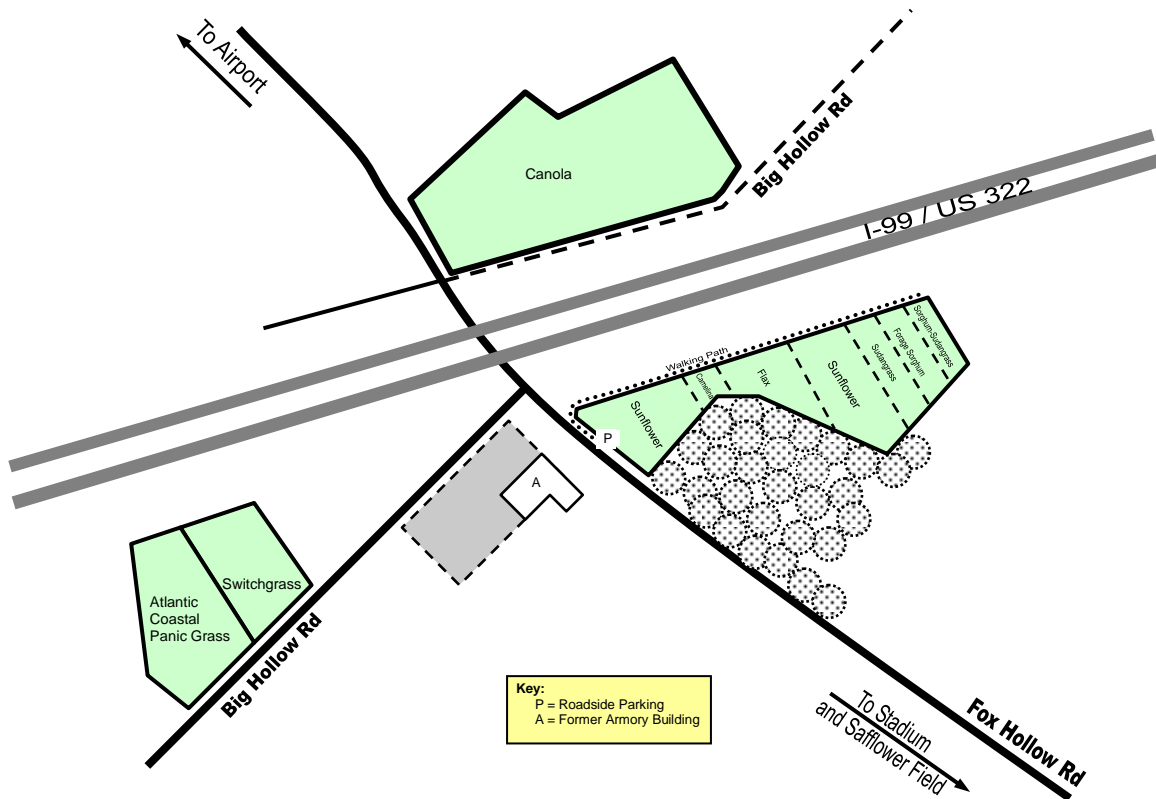 To Airport
Canola
Big Hollow Rd
I-99 / US 322
Walking Path
Sunflower
Camelina
Flax
Sunflower
Sudangrass
Forage Sorghum
Sorghum-Sudangrass
P
A
Switchgrass
Atlantic
Coastal
Panic Grass
Big Hollow Rd
Key:
P = Roadside Parking
A = Former Armory Building
To Stadium
and Safflower Field
Fox Hollow Rd